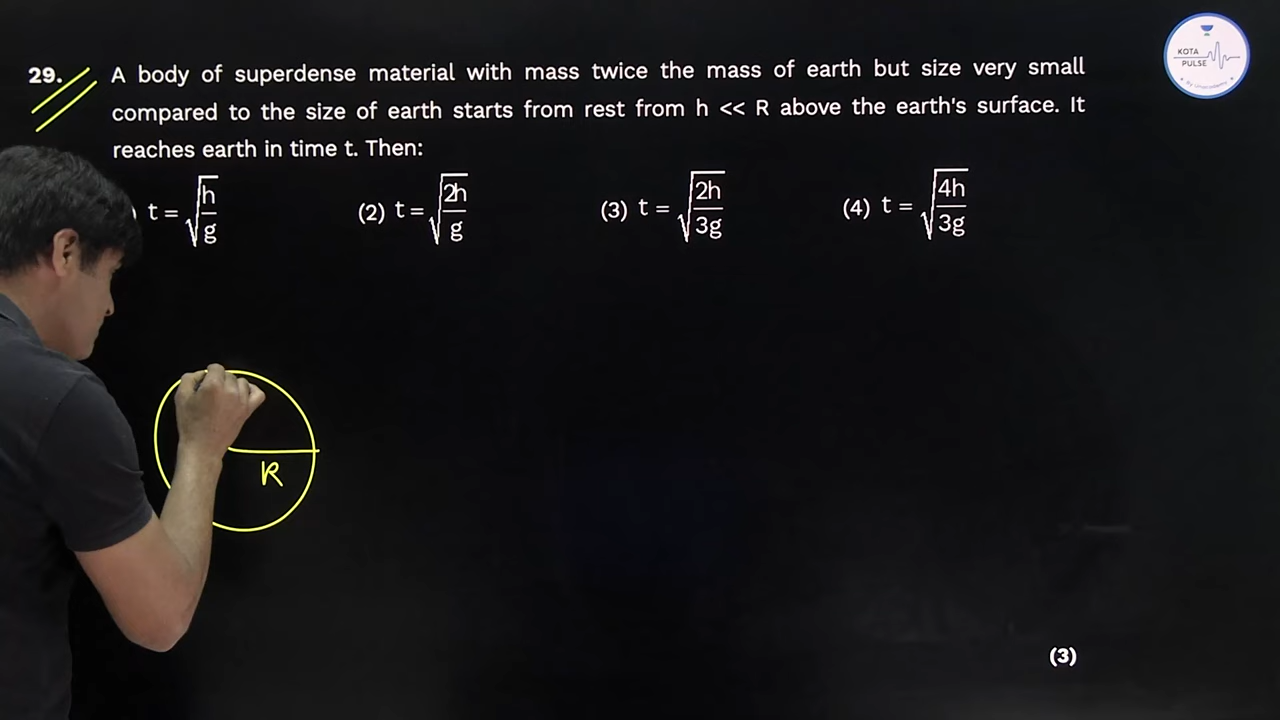 29. A body of superdense material with mass twice the mass of earth but size very small
compared to the size of earth starts from rest from h << R above the earth's surface. It
reaches earth in time t. Then:
) t = √(h/g) (2) t = √(2h/g) (3) t = √(2h/3g) (4) t = √(4h/3g)
R
(3)
KOTA
PULSE